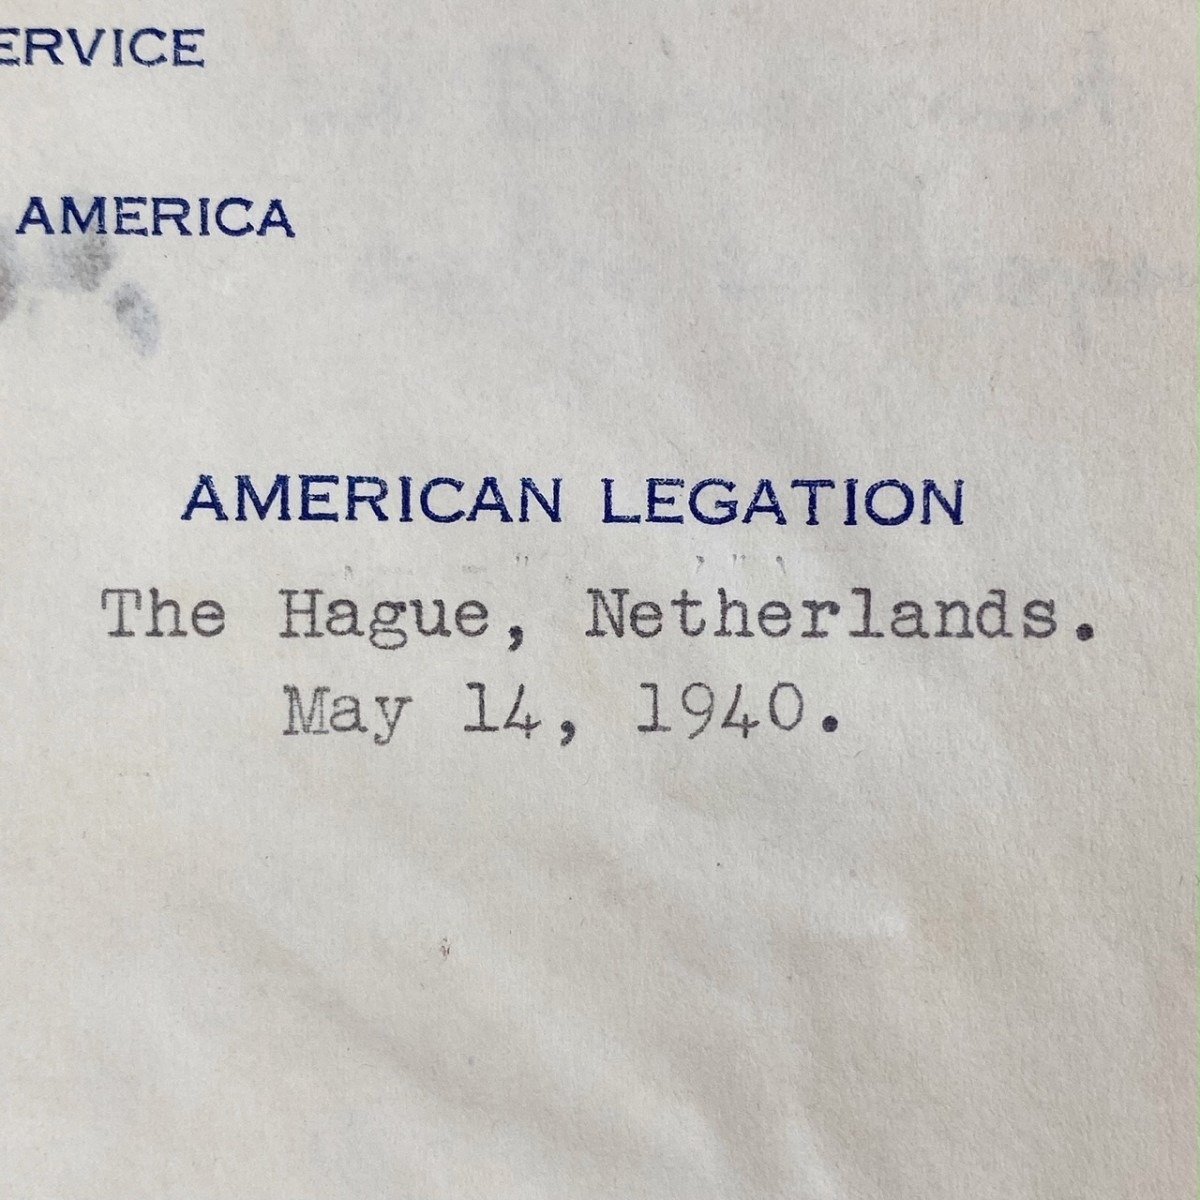 ERVICE
AMERICA
AMERICAN LEGATION
The Hague, Netherlands.
May 14, 1940.